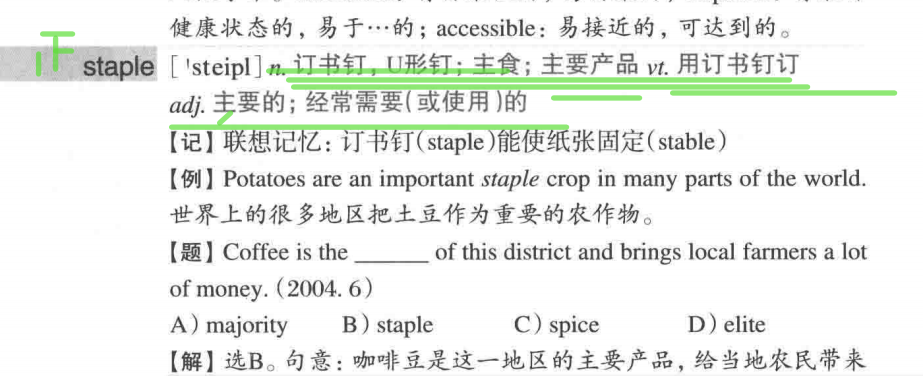 健康状态的，易于…的；accessible：易接近的，可达到的。
正
staple [ˈsteipl] n. 订书钉，U形钉；主食；主要产品 vt. 用订书钉订
adj. 主要的；经常需要(或使用)的
【记】联想记忆：订书钉(staple)能使纸张固定(stable)
【例】Potatoes are an important staple crop in many parts of the world.
世界上的很多地区把土豆作为重要的农作物。
【题】Coffee is the ______ of this district and brings local farmers a lot
of money. (2004. 6)
A) majority B) staple C) spice D) elite
【解】选B。句意：咖啡豆是这一地区的主要产品，给当地农民带来